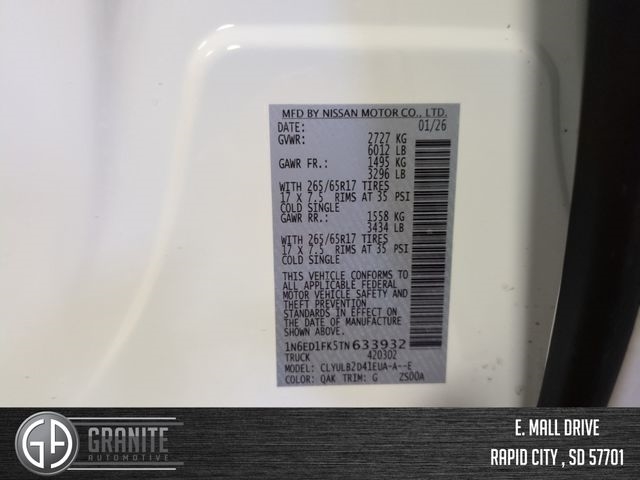 MFD BY NISSAN MOTOR CO., LTD.
DATE: 01/26
GVWR: 2727 KG
6012 LB
GAWR FR.: 1495 KG
3296 LB
WITH 265/65R17 TIRES
17 X 7.5 RIMS AT 35 PSI
COLD SINGLE
GAWR RR.: 1558 KG
3434 LB
WITH 265/65R17 TIRES
17 X 7.5 RIMS AT 35 PSI
COLD SINGLE
THIS VEHICLE CONFORMS TO
ALL APPLICABLE FEDERAL
MOTOR VEHICLE SAFETY AND
AND THEFT PREVENTION
STANDARDS IN EFFECT ON
THE DATE OF MANUFACTURE
SHOWN ABOVE.
1N6ED1FK5TN633932
TRUCK 420302
MODEL: CLYULB2D41EUA-A--E
COLOR: QAK TRIM: G ZS00A
GA GRANITE
AUTOMOTIVE
E. MALL DRIVE
RAPID CITY , SD 57701